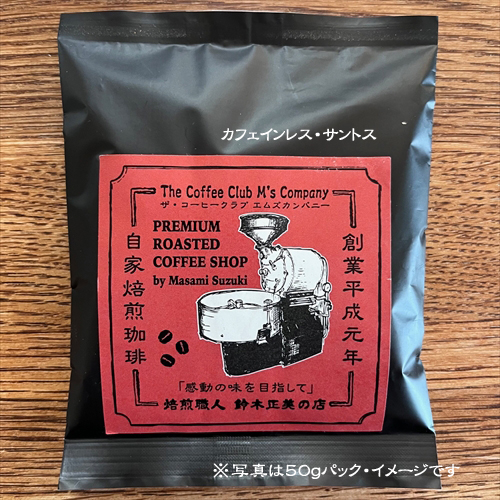 カフェインレス・サントス
The Coffee Club M's Company
ザ・コーヒークラブ エムズカンパニー
PREMIUM
ROASTED
COFFEE SHOP
by Masami Suzuki
創業平成元年
自家焙煎珈琲
「感動の味を目指して」
焙煎職人 鈴木正美の店
※写真は50gパック・イメージです